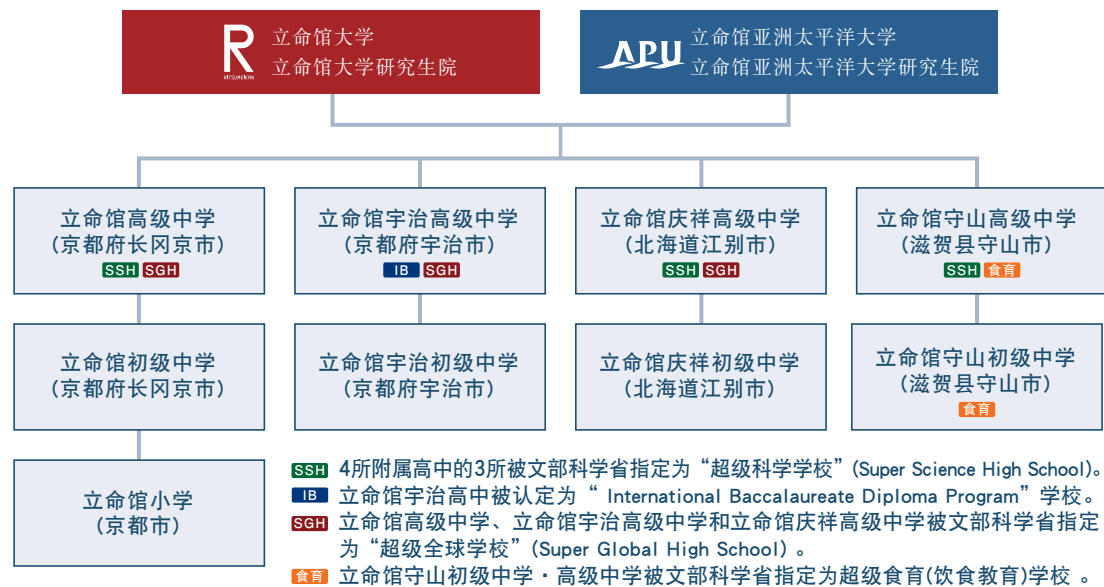 R
RITSUMEIKAN
立命馆大学
立命馆大学研究生院
APU
立命馆亚洲太平洋大学
立命馆亚洲太平洋大学研究生院
立命馆高级中学
(京都府长冈京市)
SSH SGH
立命馆宇治高级中学
(京都府宇治市)
IB SGH
立命馆庆祥高级中学
(北海道江别市)
SSH SGH
立命馆守山高级中学
(滋贺县守山市)
SSH 食育
立命馆初级中学
(京都府长冈京市)
立命馆宇治初级中学
(京都府宇治市)
立命馆庆祥初级中学
(北海道江别市)
立命馆守山初级中学
(滋贺县守山市)
食育
立命馆小学
(京都市)
SSH 4所附属高中的3所被文部科学省指定为“超级科学学校”(Super Science High School)。
IB 立命馆宇治高中被认定为“ International Baccalaureate Diploma Program”学校。
SGH 立命馆高级中学、立命馆宇治高级中学和立命馆庆祥高级中学被文部科学省指定
为“超级全球学校”(Super Global High School) 。
食育 立命馆守山初级中学・高级中学被文部科学省指定为超级食育(饮食教育)学校 。